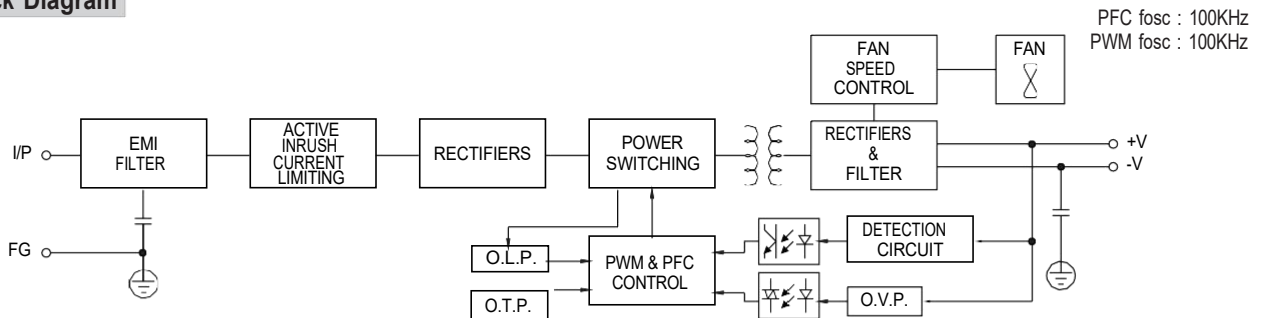 ck Diagram
PFC fosc : 100KHz
PWM fosc : 100KHz
FAN
SPEED
CONTROL
FAN
I/P
EMI
FILTER
ACTIVE
INRUSH
CURRENT
LIMITING
RECTIFIERS
POWER
SWITCHING
RECTIFIERS
&
FILTER
+V
-V
FG
O.L.P.
PWM & PFC
CONTROL
DETECTION
CIRCUIT
O.T.P.
O.V.P.